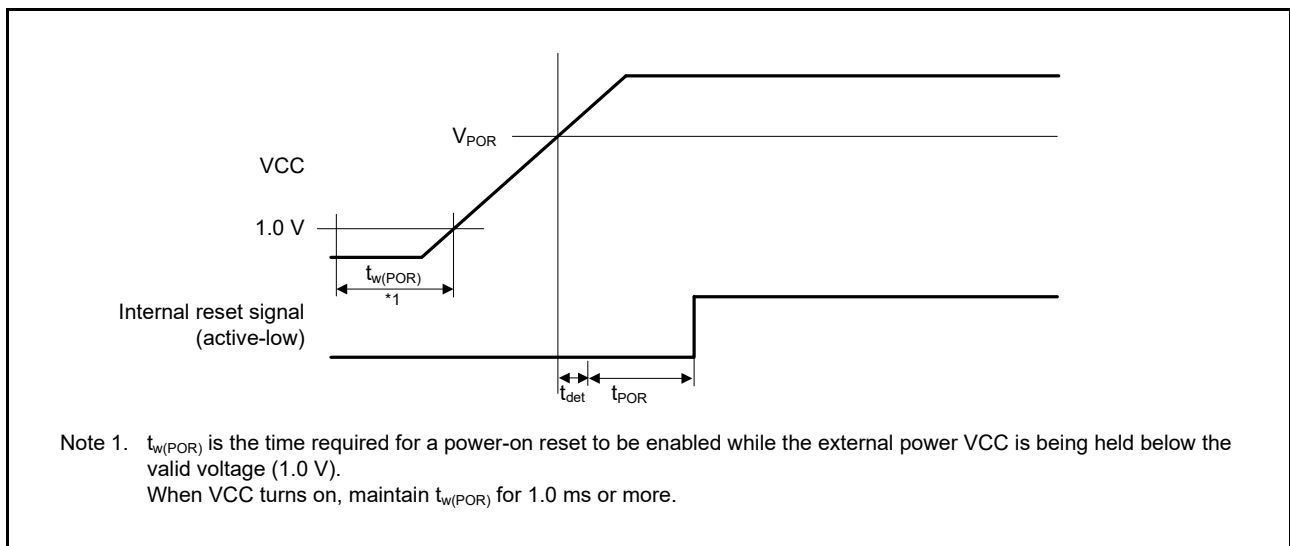 VPOR
VCC
1.0 V
tw(POR)
*1
Internal reset signal
(active-low)
tdet
tPOR
Note 1. tw(POR) is the time required for a power-on reset to be enabled while the external power VCC is being held below the
valid voltage (1.0 V).
When VCC turns on, maintain tw(POR) for 1.0 ms or more.